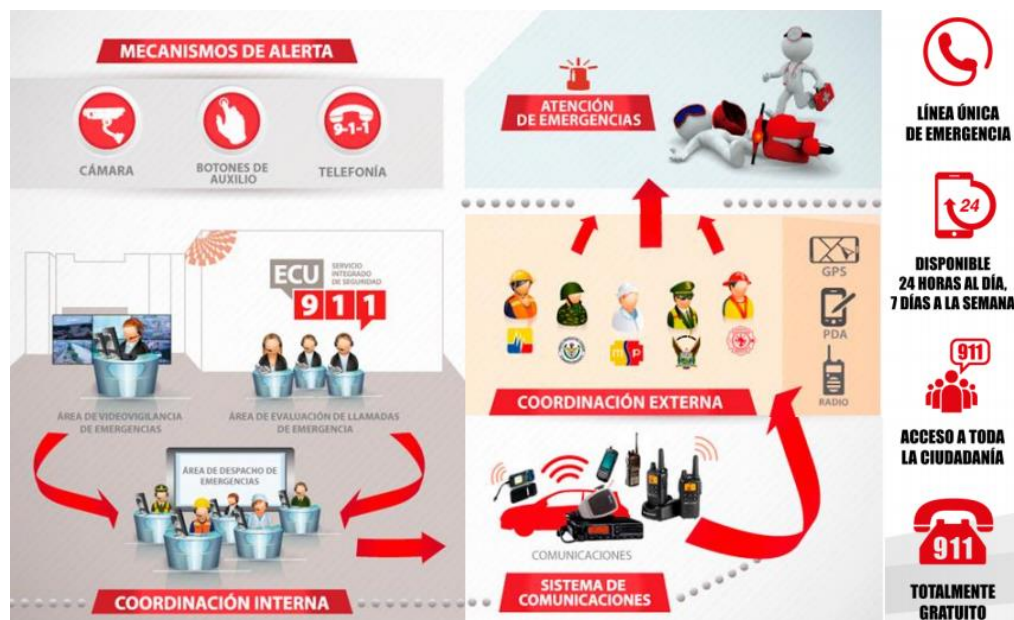 MECANISMOS DE ALERTA
9-1-1
CÁMARA
BOTONES DE
AUXILIO
TELEFONÍA
ECU
911
SERVICIO
INTEGRADO
DE SEGURIDAD
ÁREA DE VIDEOVIGILANCIA
DE EMERGENCIAS
ÁREA DE EVALUACIÓN DE LLAMADAS
DE EMERGENCIA
ÁREA DE DESPACHO DE
EMERGENCIAS
COORDINACIÓN INTERNA
ATENCIÓN
DE EMERGENCIAS
GPS
PDA
RADIO
COORDINACIÓN EXTERNA
COMUNICACIONES
SISTEMA DE
COMUNICACIONES
LÍNEA ÚNICA
DE EMERGENCIA
24
DISPONIBLE
24 HORAS AL DÍA,
7 DÍAS A LA SEMANA
911
ACCESO A TODA
LA CIUDADANÍA
911
TOTALMENTE
GRATUITO